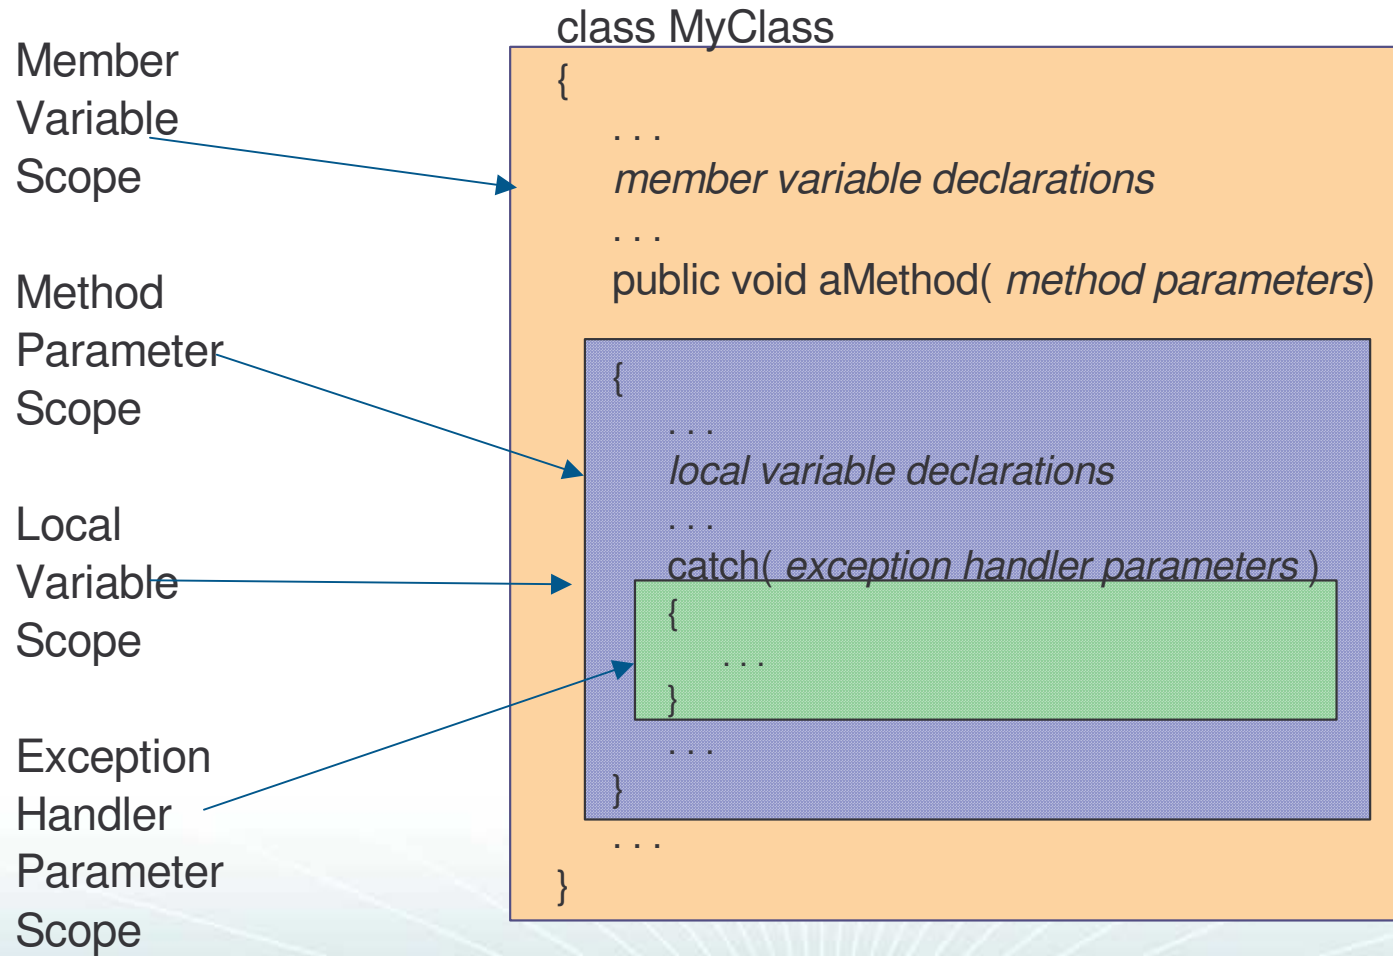 Member
Variable
Scope
Method
Parameter
Scope
Local
Variable
Scope
Exception
Handler
Parameter
Scope
class MyClass
{
. . .
member variable declarations
. . .
public void aMethod( method parameters)
{
. . .
local variable declarations
. . .
catch( exception handler parameters )
{
. . .
}
. . .
}
. . .
}